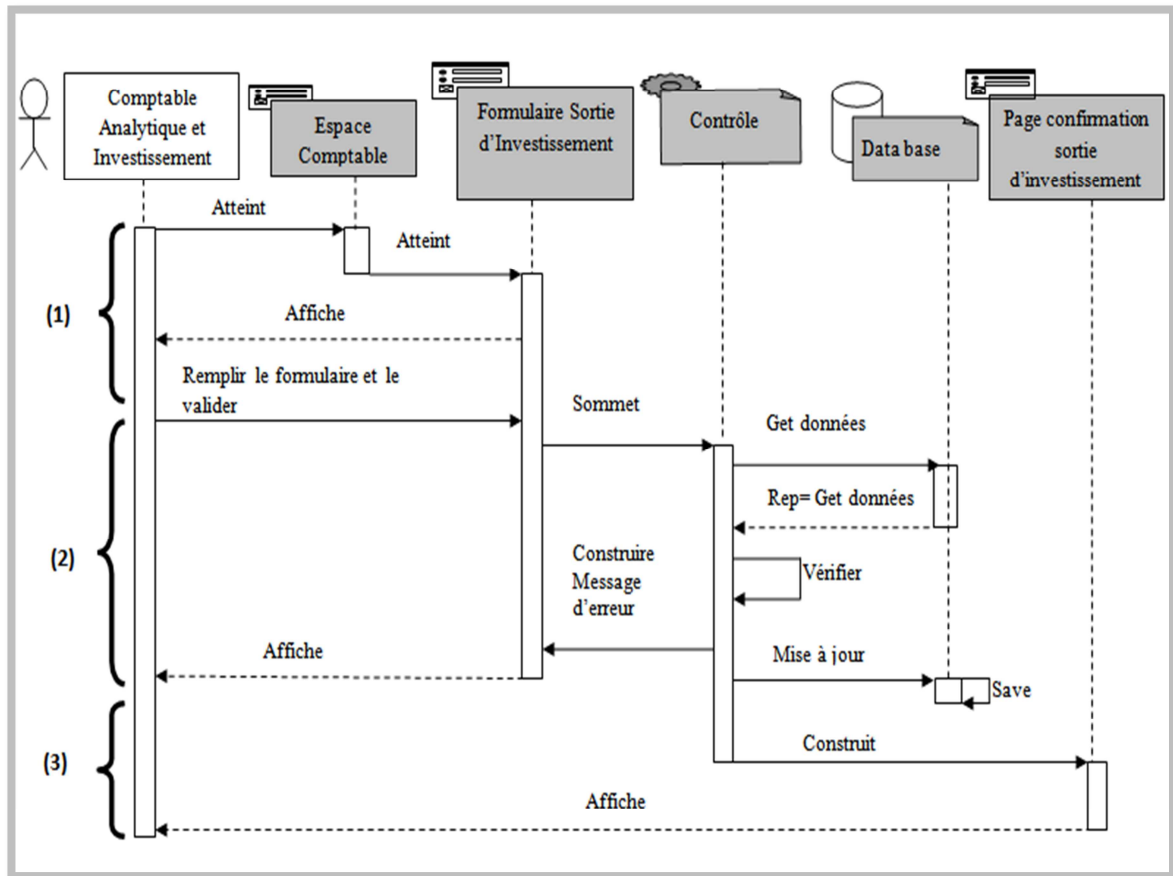 Comptable
Analytique et
Investissement
Espace
Comptable
Formulaire Sortie
d'Investissement
Contrôle
Data base
Page confirmation
sortie
d'investissement
Atteint
Atteint
(1)
Affiche
Remplir le formulaire et le
valider
Sommet
Get données
Rep= Get données
(2)
Construire
Message
d'erreur
Vérifier
Affiche
Mise à jour
Save
(3)
Construit
Affiche